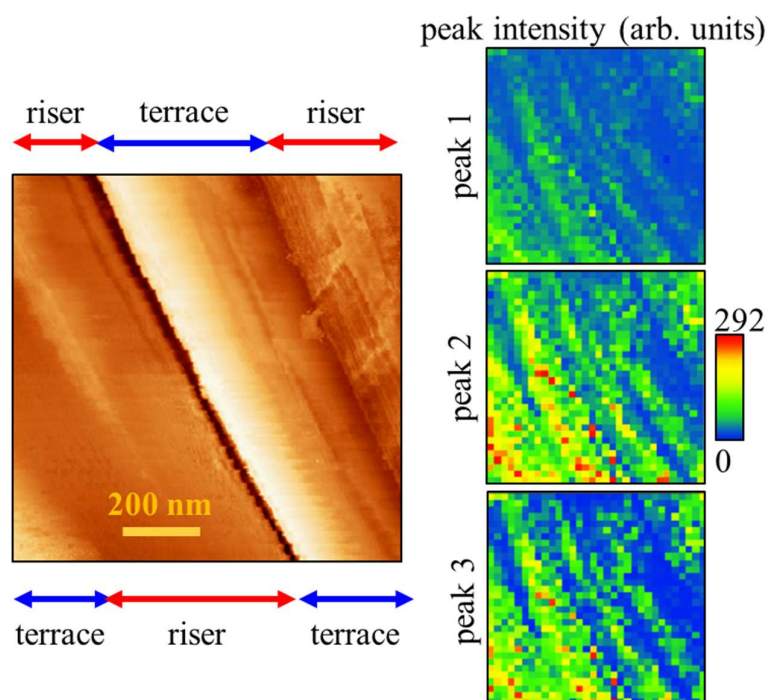 peak intensity (arb. units)
riser terrace riser
peak 1
200 nm
peak 2
292
0
peak 3
terrace riser terrace